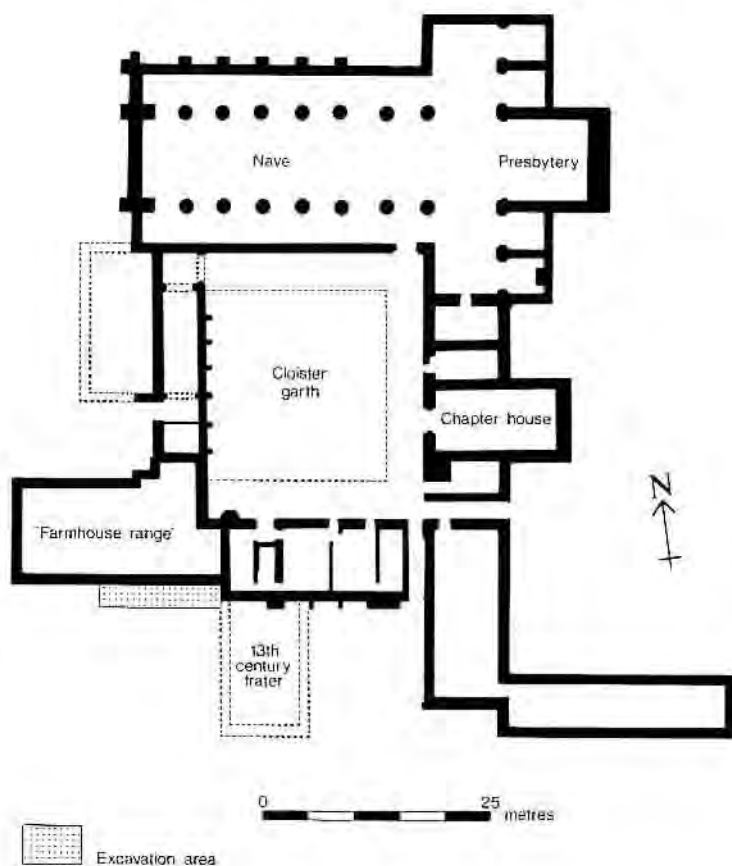 Nave
Presbytery
Cloister
garth
Chapter house
"Farmhouse range"
13th
century
frater
N
0 25
metres
Excavation area